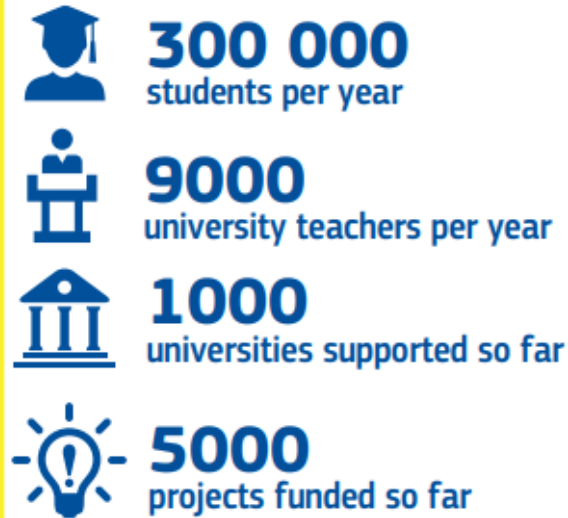 300 000
students per year
9000
university teachers per year
1000
universities supported so far
5000
projects funded so far